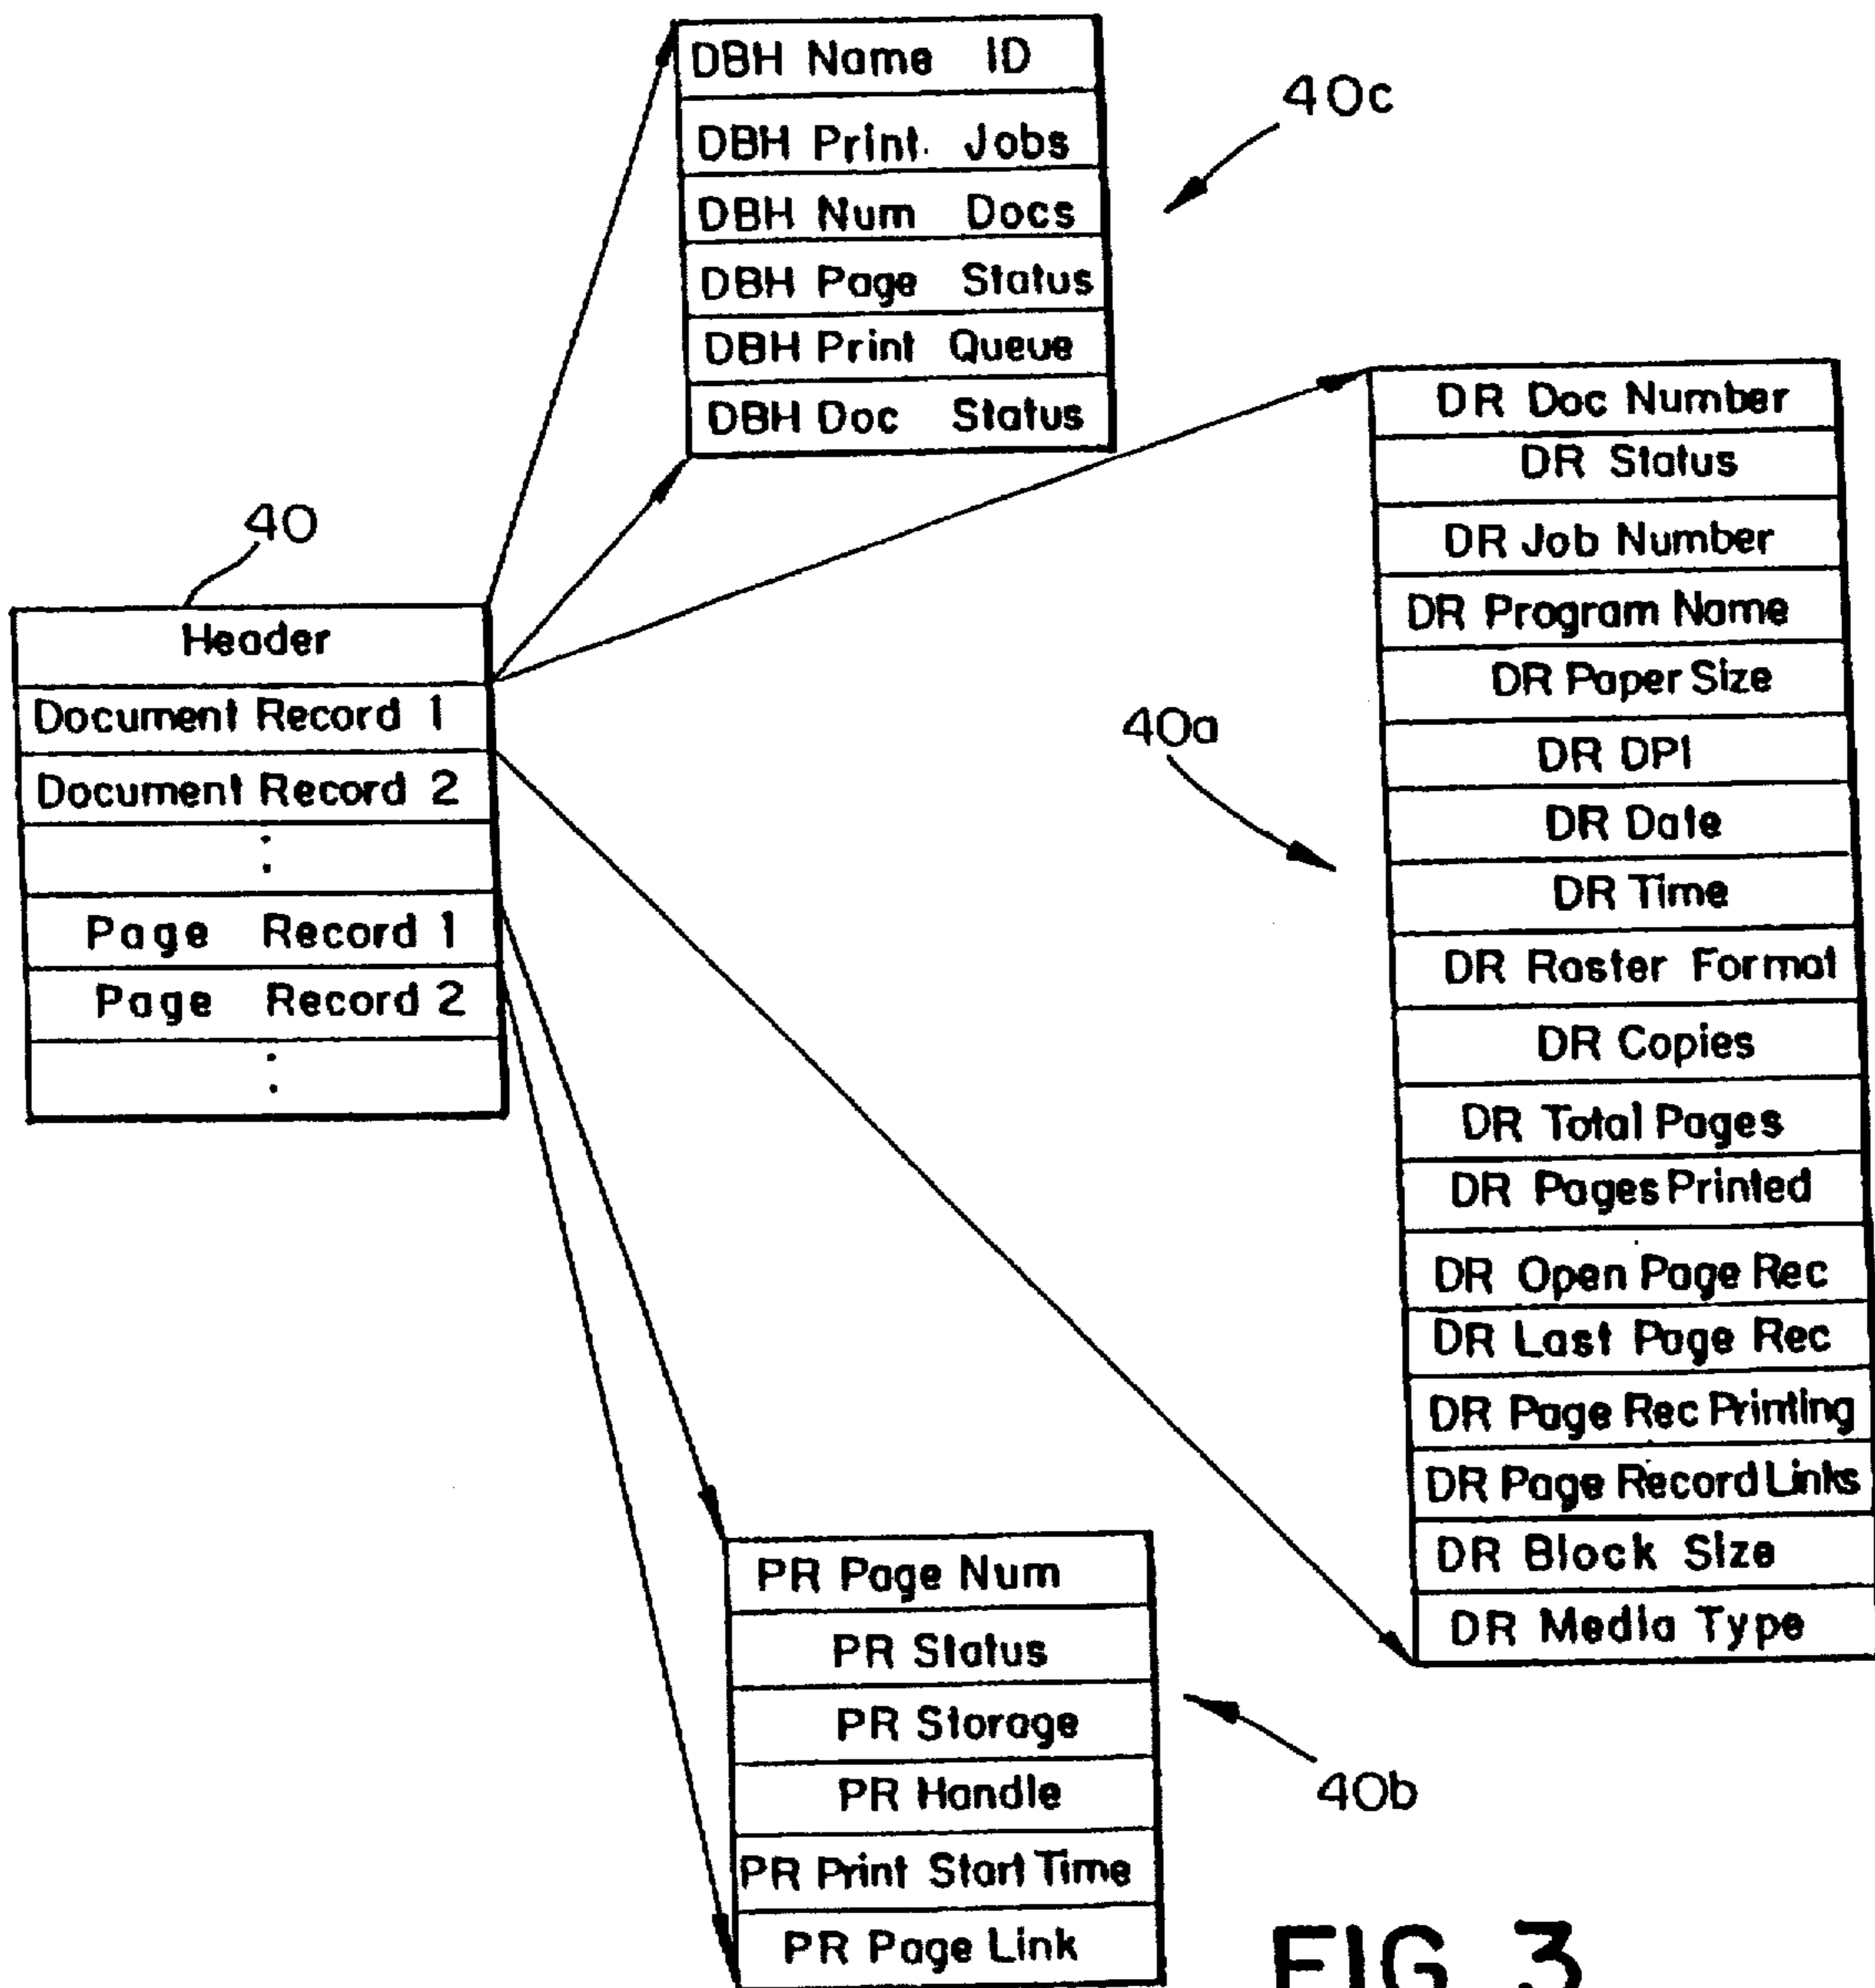 DBH Name ID
DBH Print Jobs
DBH Num Docs
DBH Page Status
DBH Print Queue
DBH Doc Status
40c
40
Header
Document Record 1
Document Record 2
:
Page Record 1
Page Record 2
:
DR Doc Number
DR Status
DR Job Number
DR Program Name
DR Paper Size
DR DPI
DR Date
DR Time
DR Raster Format
DR Copies
DR Total Pages
DR Pages Printed
DR Open Page Rec
DR Last Page Rec
DR Page Rec Printing
DR Page Record Links
DR Block Size
DR Media Type
40a
PR Page Num
PR Status
PR Storage
PR Handle
PR Print Start Time
PR Page Link
40b
FIG. 3